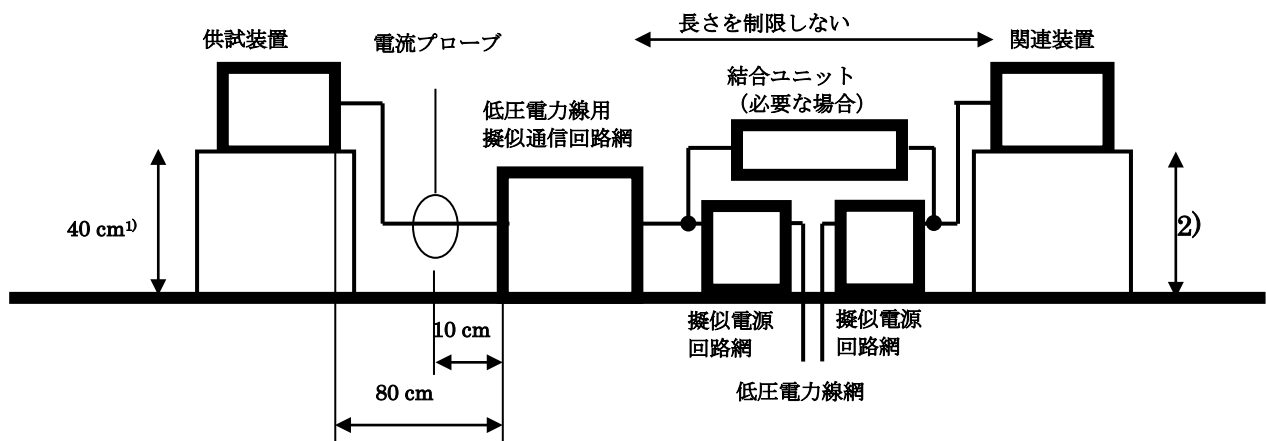 長さを制限しない
供試装置
電流プローブ
関連装置
結合ユニット
(必要な場合)
低圧電力線用
擬似通信回路網
40 cm¹⁾
2)
10 cm
80 cm
擬似電源
回路網
擬似電源
回路網
低圧電力線網